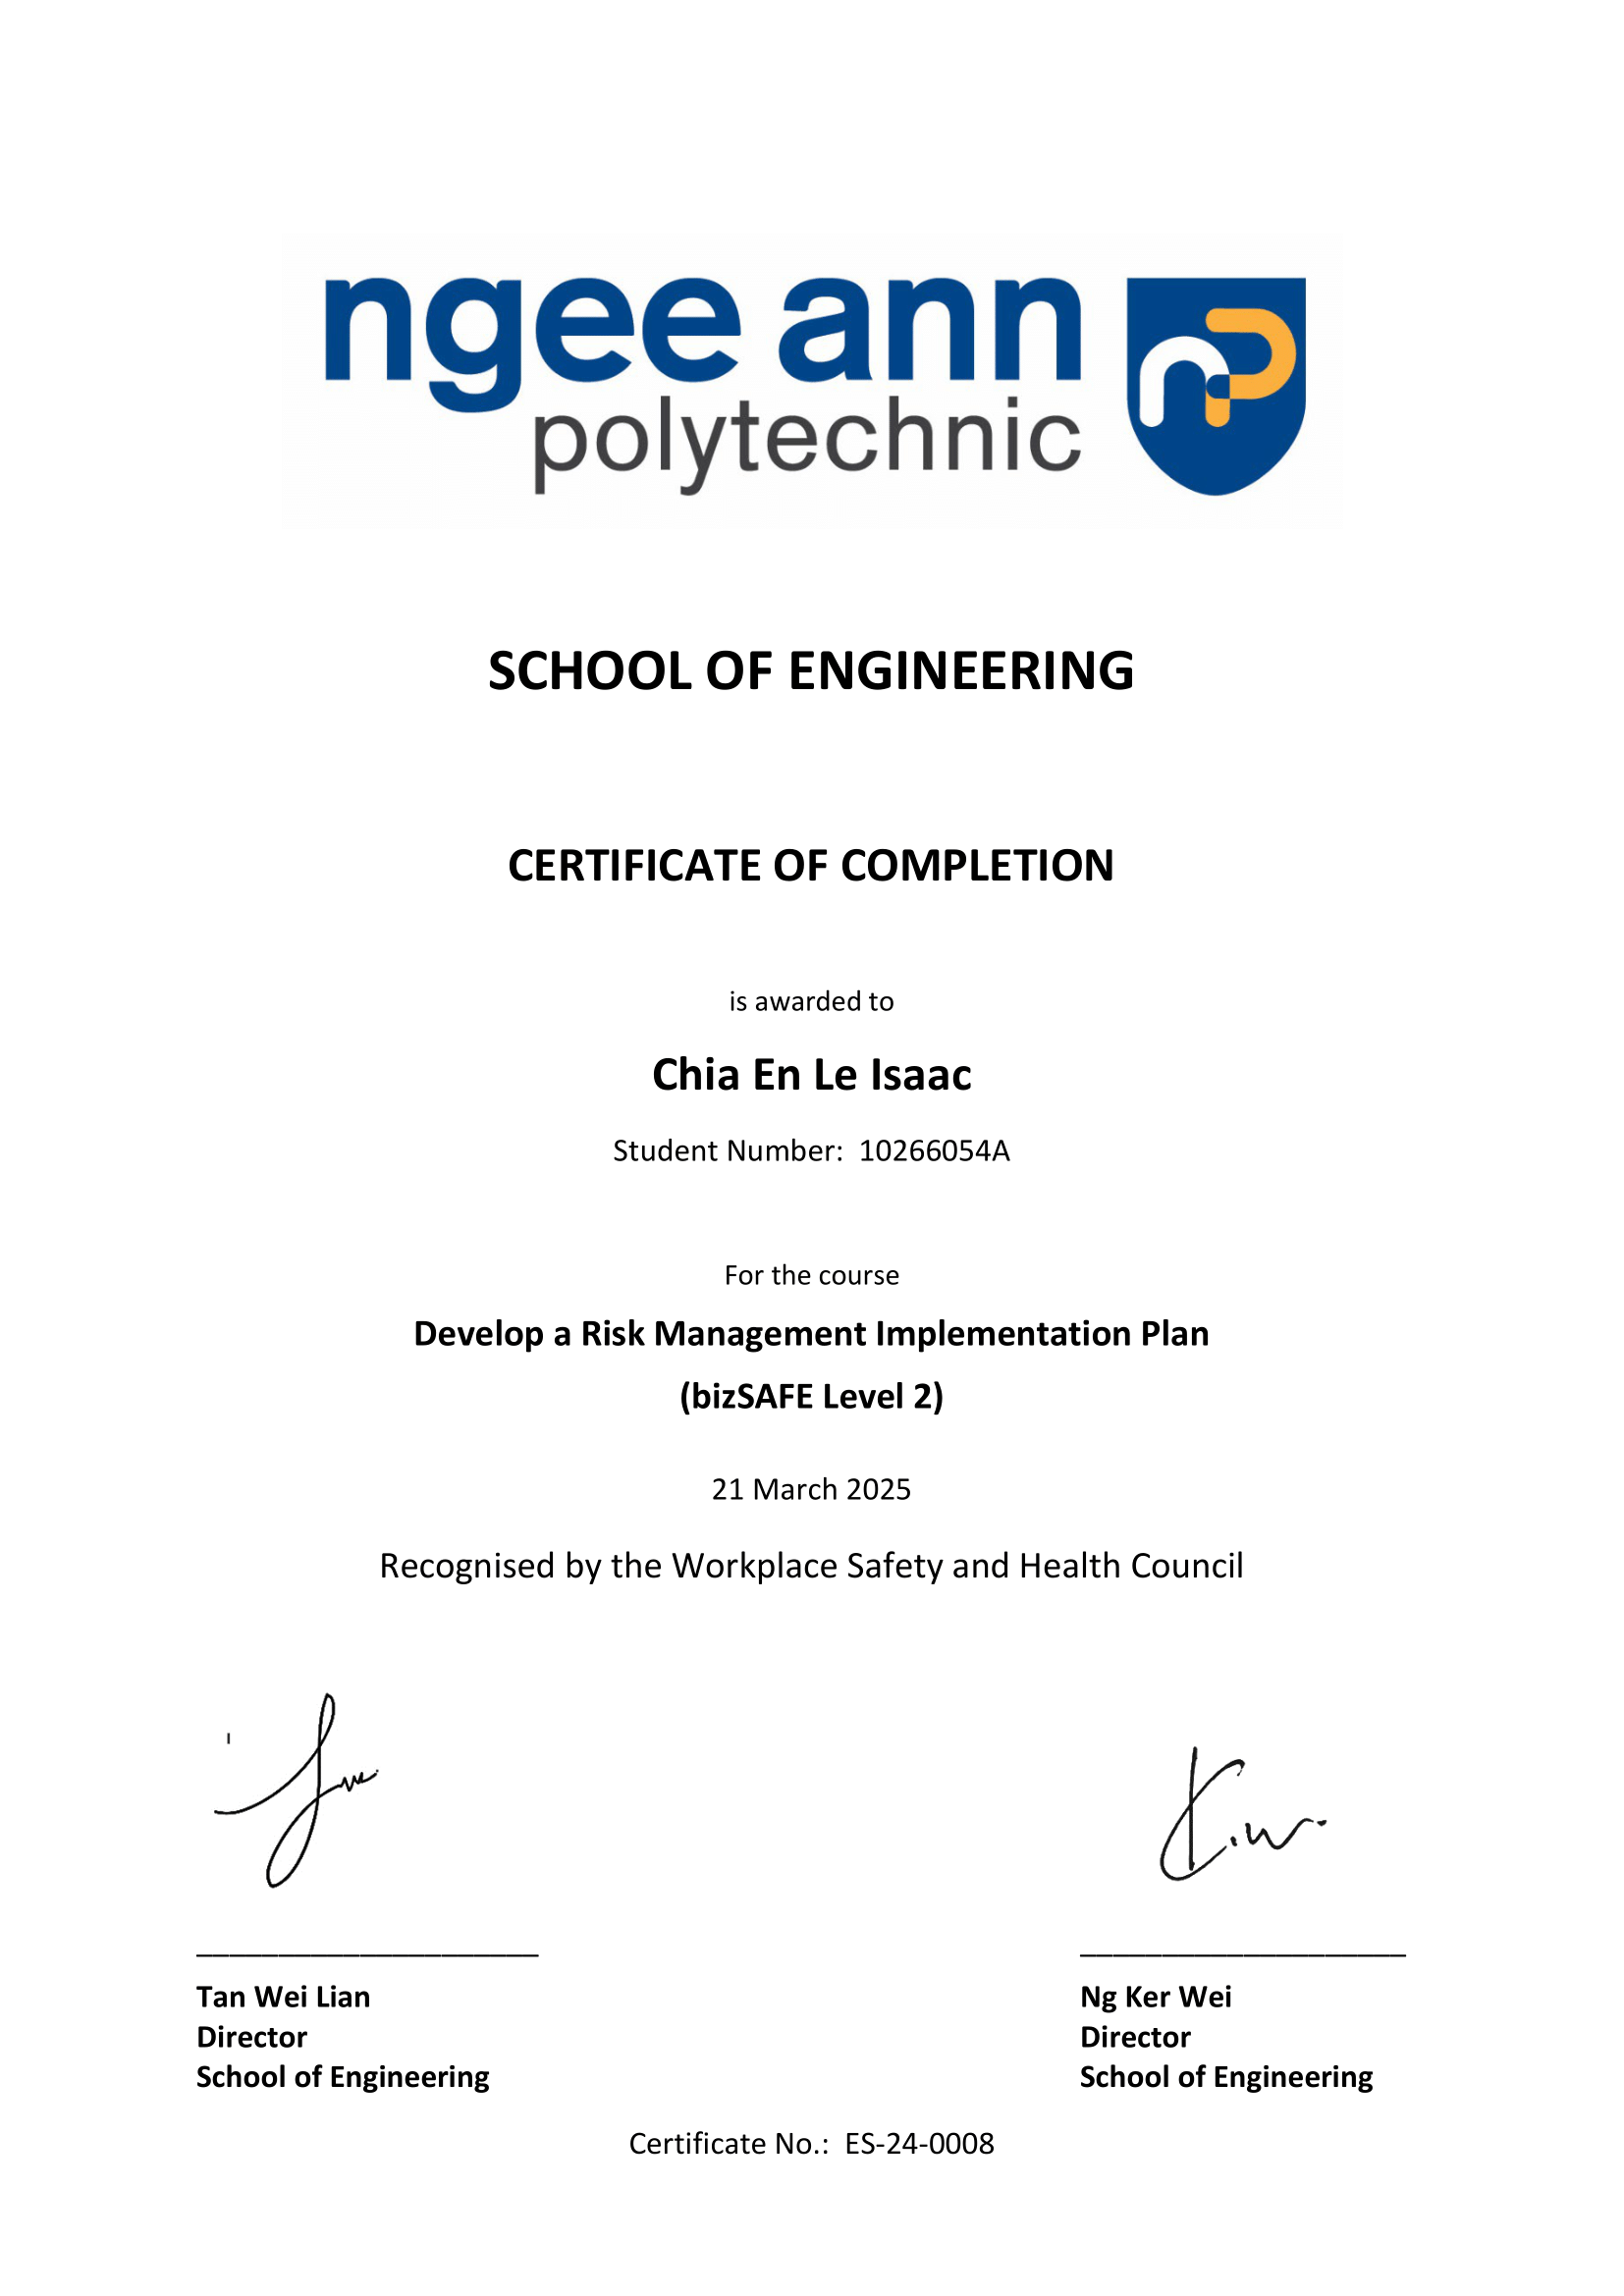 ngee ann
polytechnic
np
SCHOOL OF ENGINEERING
CERTIFICATE OF COMPLETION
is awarded to
Chia En Le Isaac
Student Number: 10266054A
For the course
Develop a Risk Management Implementation Plan
(bizSAFE Level 2)
21 March 2025
Recognised by the Workplace Safety and Health Council
Tan Wei Lian
Director
School of Engineering
Ng Ker Wei
Director
School of Engineering
Certificate No.: ES-24-0008